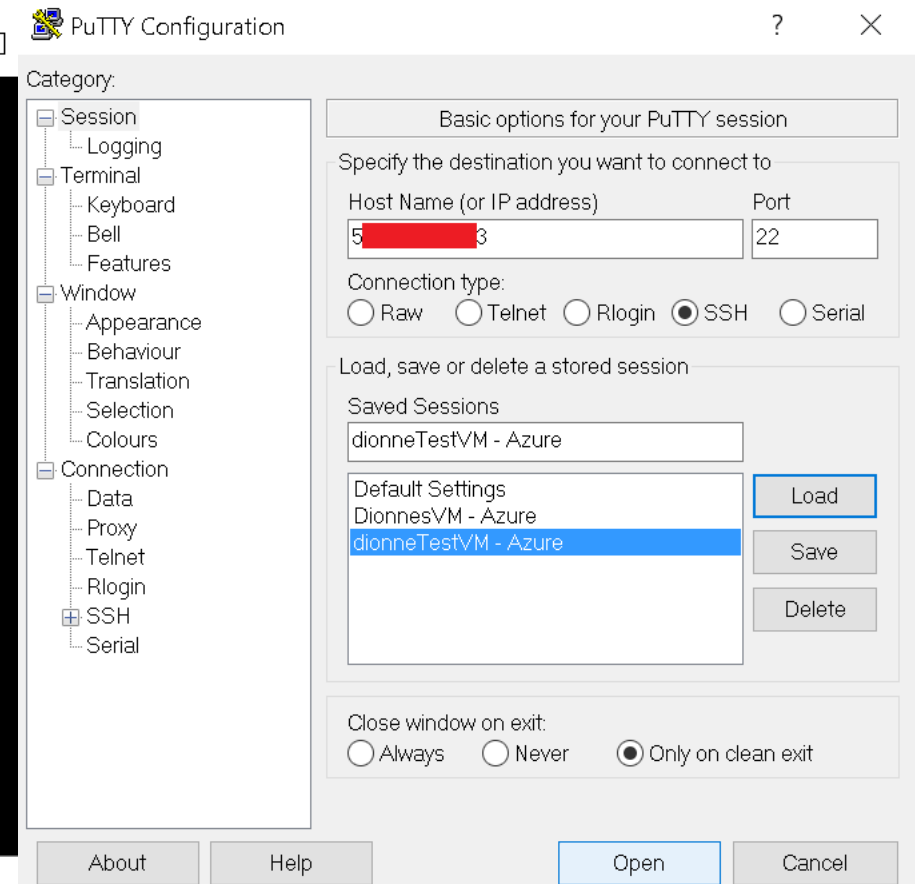 PuTTY Configuration
?
Category:
Session
Logging
Terminal
Keyboard
Bell
Features
Window
Appearance
Behaviour
Translation
Selection
Colours
Connection
Data
Proxy
Telnet
Rlogin
SSH
Serial
Basic options for your PuTTY session
Specify the destination you want to connect to
Host Name (or IP address) Port
5 3 22
Connection type:
Raw Telnet Rlogin SSH Serial
Load, save or delete a stored session
Saved Sessions
dionneTestVM - Azure
Default Settings
DionnesVM - Azure
dionneTestVM - Azure
Load
Save
Delete
Close window on exit:
Always Never Only on clean exit
About Help Open Cancel